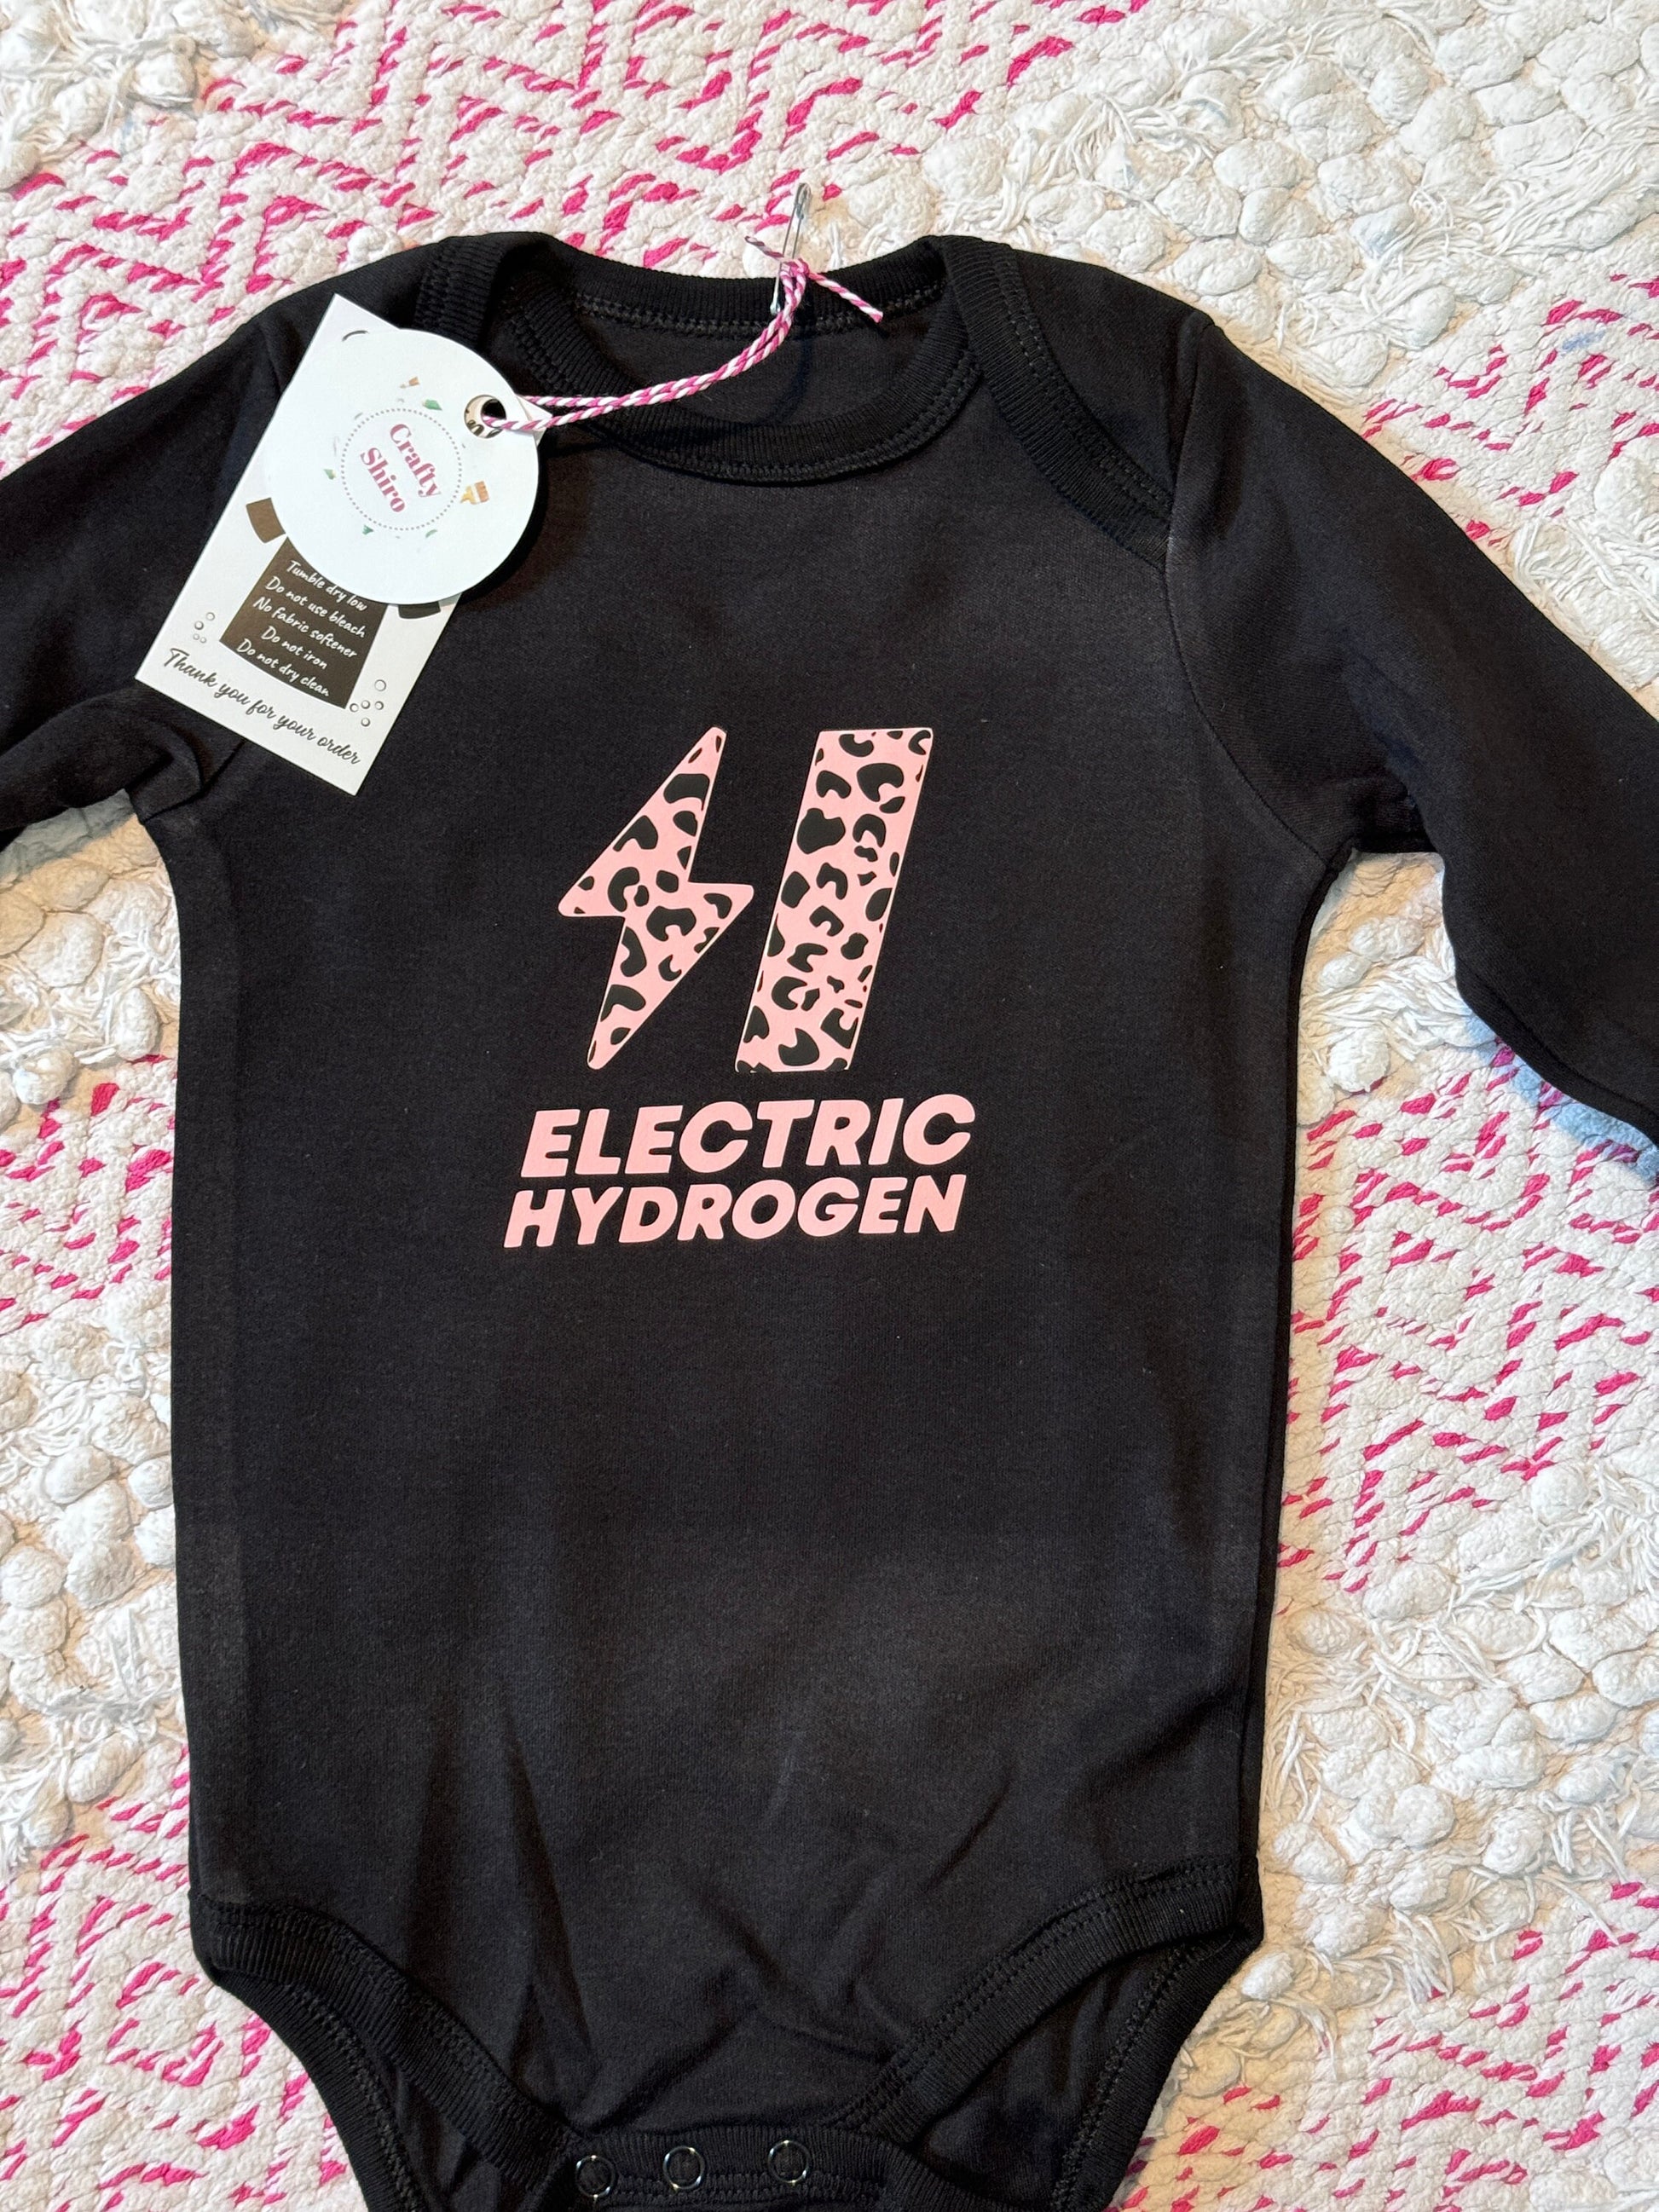 Crafty
Shiro
Tumble dry low
Do not use bleach
No fabric softener
Do not iron
Do not dry clean
Thank you for your order
ELECTRIC
HYDROGEN